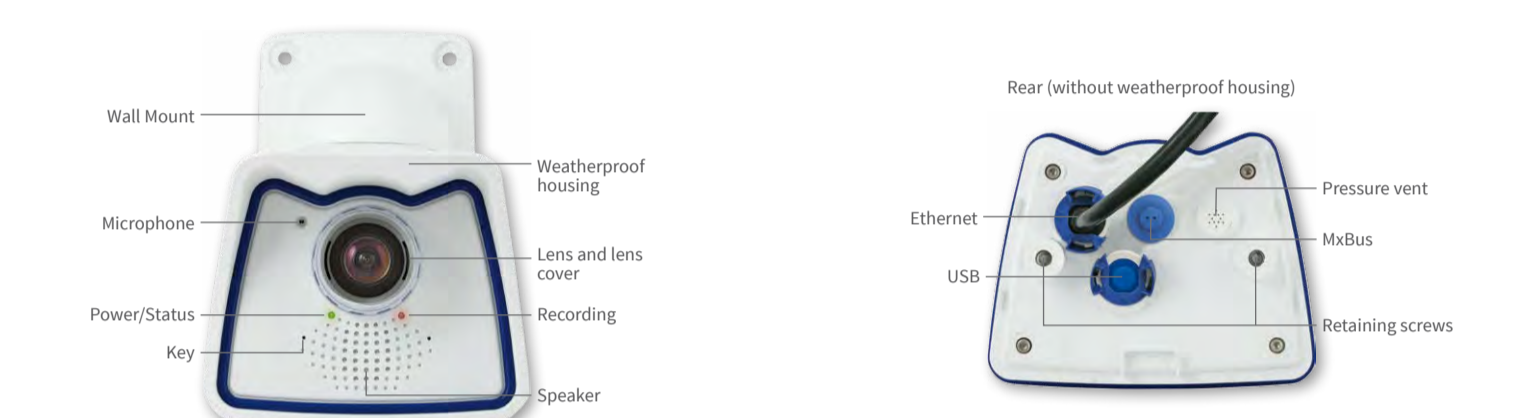 Wall Mount
Weatherproof
housing
Microphone
Lens and lens
cover
Power/Status
Recording
Key
Speaker
Rear (without weatherproof housing)
Pressure vent
Ethernet
MxBus
USB
Retaining screws